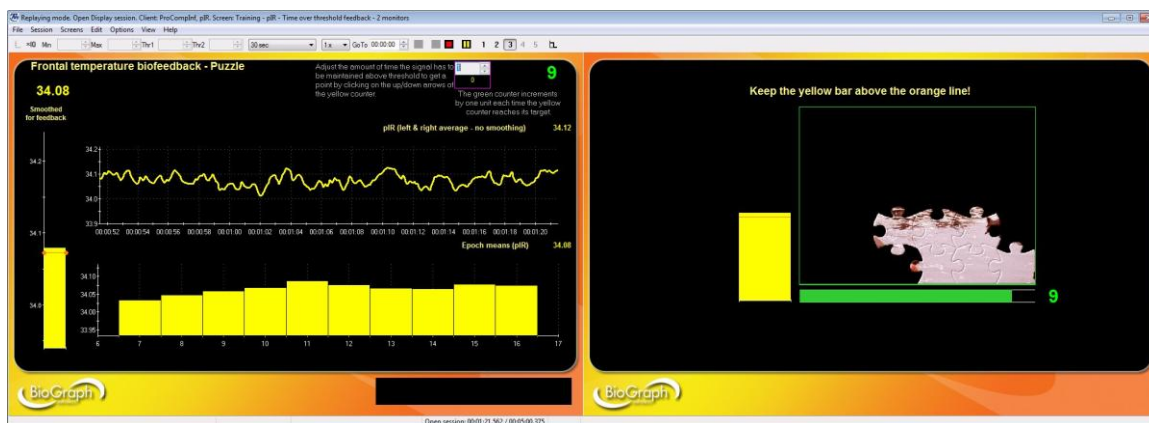 Replaying mode. Open Display session. Client: ProCompInf, pIR. Screen: Training - pIR - Time over threshold feedback - 2 monitors
File Session Screens Edit Options View Help
Min Max Thr1 Thr2 30 sec 1 x GoTo 00:00:00 1 2 3 4 5
Frontal temperature biofeedback - Puzzle
Adjust the amount of time the signal has to
be maintained above threshold to get a
point by clicking on the up/down arrows of
the yellow counter.
1
0
9
The green counter increments
by one unit each time the yellow
counter reaches its target.
34.08
Smoothed
for feedback
34.2
34.1
34.0
pIR (left & right average - no smoothing) 34.12
34.2
34.1
34.0
33.9
00:00:52 00:00:54 00:00:56 00:00:58 00:01:00 00:01:02 00:01:04 00:01:06 00:01:08 00:01:10 00:01:12 00:01:14 00:01:16 00:01:18 00:01:20
Epoch means (pIR) 34.08
34.10
34.05
34.00
33.95
6 7 8 9 10 11 12 13 14 15 16 17
BioGraph
Keep the yellow bar above the orange line!
9
BioGraph
Open session: 00:01:21.562 / 00:05:00.375